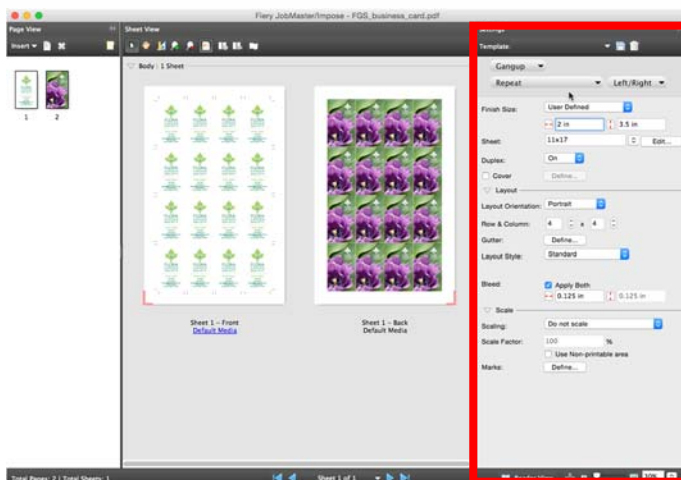 Fiery JobMaster/Impose - FGS_business_card.pdf
Page View
Insert
1 2
Sheet View
Body : 1 Sheet
Sheet 1 - Front
Default Media
Sheet 1 - Back
Default Media
Settings
Template:
Gangup
Repeat Left/Right
Finish Size: User Defined
2 in 3.5 in
Sheet: 11x17 Edit...
Duplex: On
Cover Define...
Layout
Layout Orientation: Portrait
Row & Column: 4 x 4
Gutter: Define...
Layout Style: Standard
Bleed: Apply Both
0.125 in 0.125 in
Scale
Scaling: Do not scale
Scale Factor: 100 %
Use Non-printable area
Marks: Define...
Total Pages: 2 | Total Sheets: 1
Sheet 1 of 1
30%